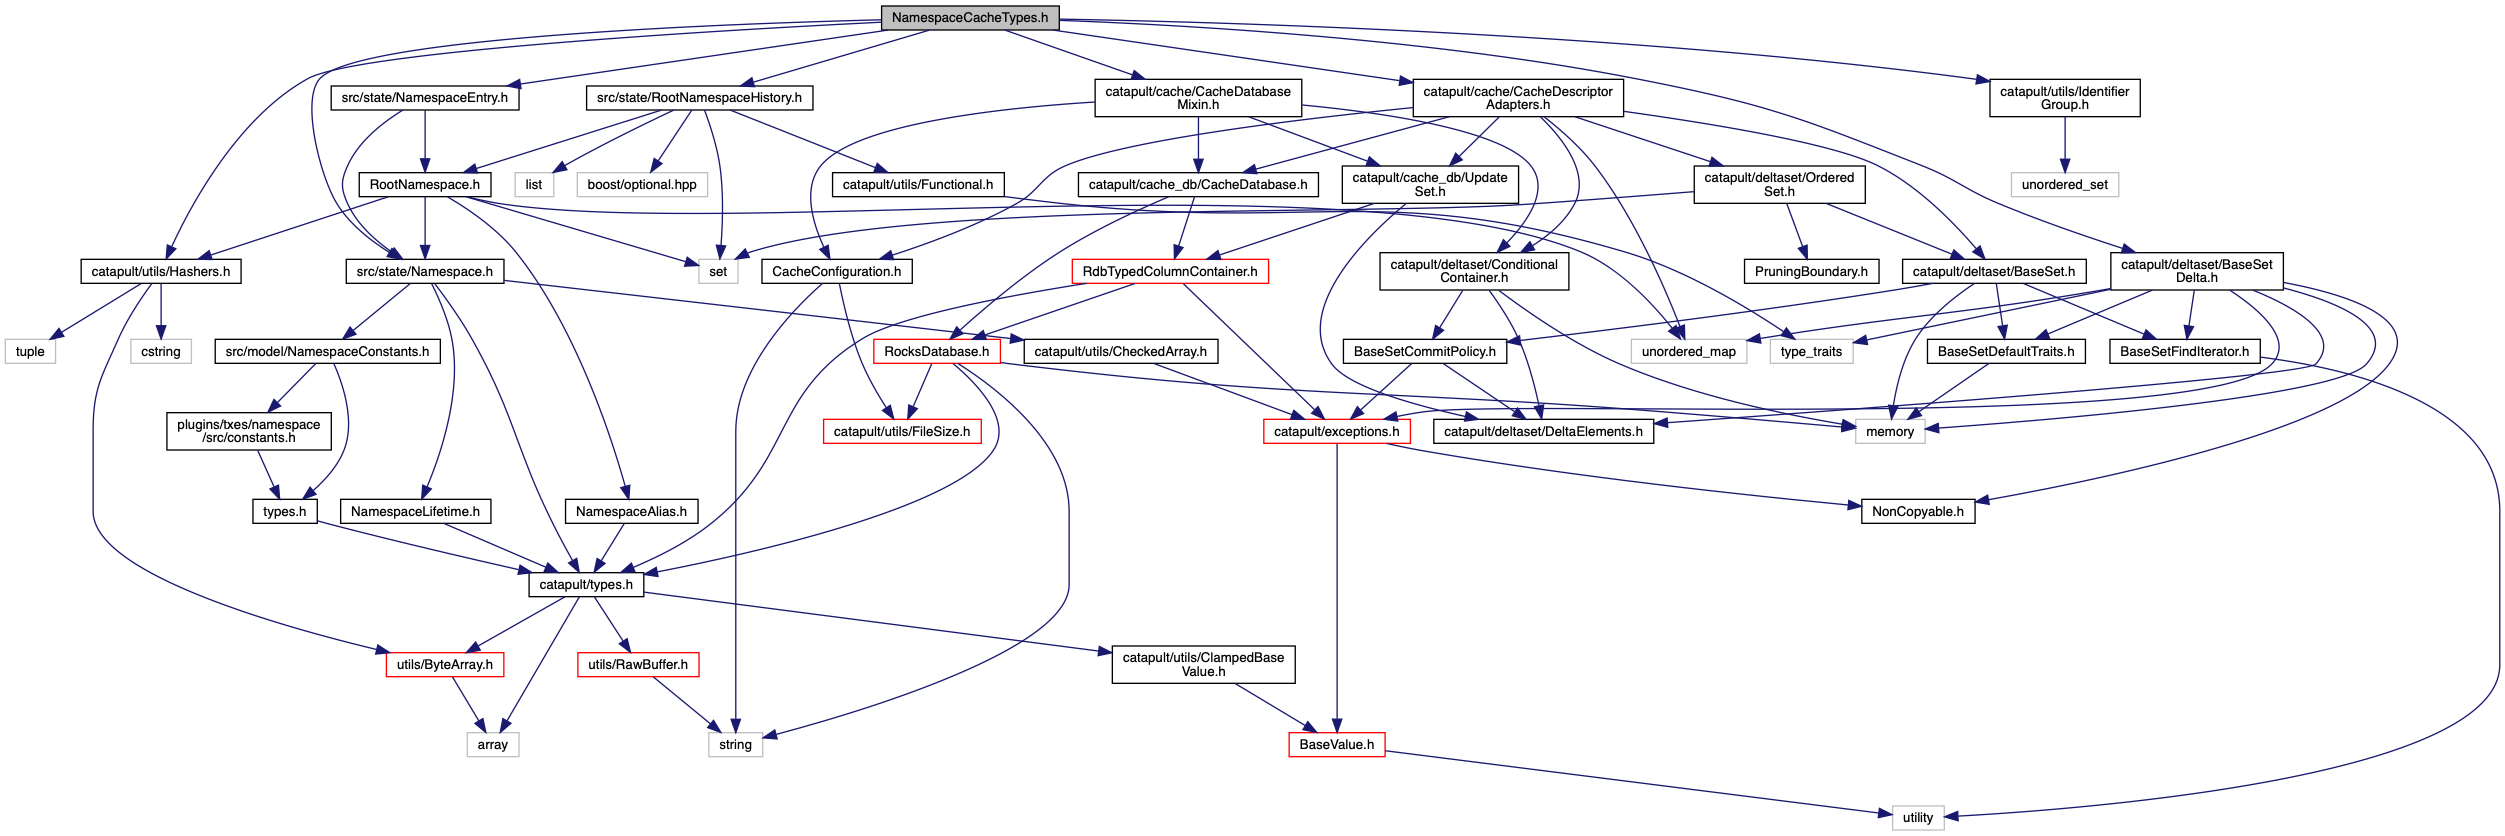 NamespaceCacheTypes.h
src/state/NamespaceEntry.h
src/state/RootNamespaceHistory.h
catapult/cache/CacheDatabase
Mixin.h
catapult/cache/CacheDescriptor
Adapters.h
catapult/utils/Identifier
Group.h
RootNamespace.h
list
boost/optional.hpp
catapult/utils/Functional.h
catapult/cache_db/CacheDatabase.h
catapult/cache_db/Update
Set.h
catapult/deltaset/Ordered
Set.h
unordered_set
catapult/utils/Hashers.h
src/state/Namespace.h
set
CacheConfiguration.h
RdbTypedColumnContainer.h
catapult/deltaset/Conditional
Container.h
PruningBoundary.h
catapult/deltaset/BaseSet.h
catapult/deltaset/BaseSet
Delta.h
tuple
cstring
src/model/NamespaceConstants.h
RocksDatabase.h
catapult/utils/CheckedArray.h
BaseSetCommitPolicy.h
unordered_map
type_traits
BaseSetDefaultTraits.h
BaseSetFindIterator.h
plugins/txes/namespace
/src/constants.h
catapult/utils/FileSize.h
catapult/exceptions.h
catapult/deltaset/DeltaElements.h
memory
types.h
NamespaceLifetime.h
NamespaceAlias.h
NonCopyable.h
catapult/types.h
utils/ByteArray.h
utils/RawBuffer.h
catapult/utils/ClampedBase
Value.h
array
string
BaseValue.h
utility